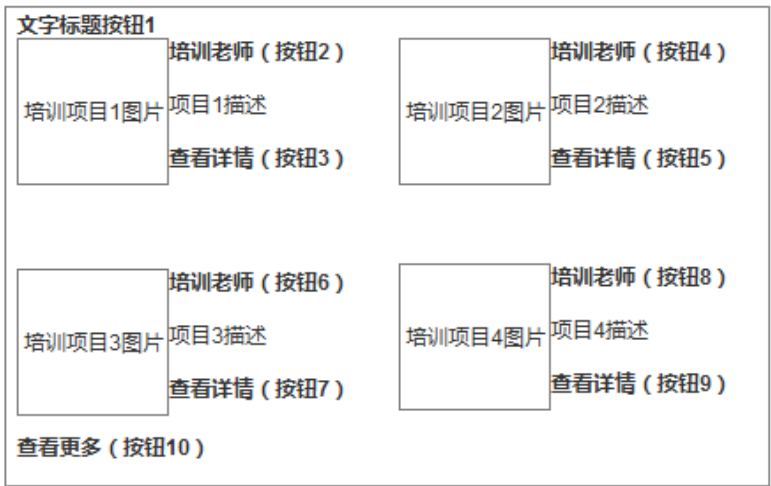 文字标题按钮1
培训项目1图片
培训老师（按钮2）
项目1描述
查看详情（按钮3）
培训项目2图片
培训老师（按钮4）
项目2描述
查看详情（按钮5）
培训项目3图片
培训老师（按钮6）
项目3描述
查看详情（按钮7）
培训项目4图片
培训老师（按钮8）
项目4描述
查看详情（按钮9）
查看更多（按钮10）